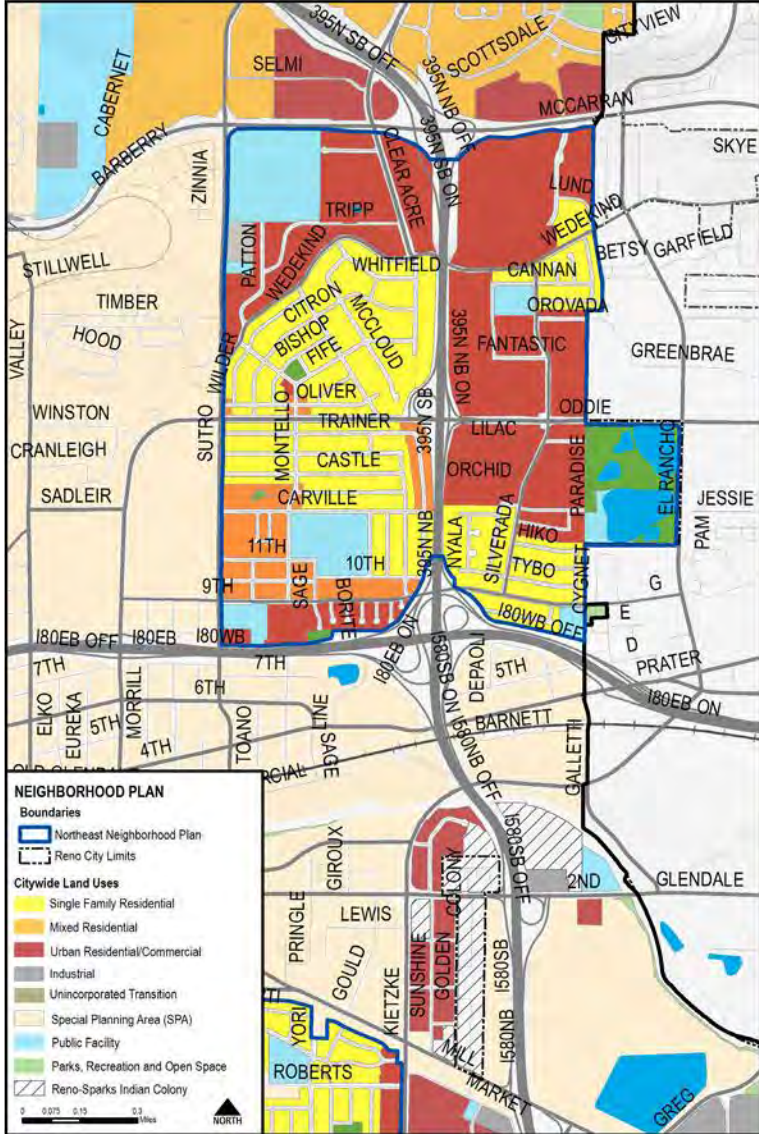 CITYVIEW
395N SB OFF
SCOTTSDALE
SELMI
395N NB OFF
CABERNET
MCCARRAN
BARBERRY
CLEAR ACRE
395N SB ON
SKYE
ZINNIA
LUND
TRIPP
WEDEKIND
PATTON
WEDEKIND
BETSY
GARFIELD
STILLWELL
WHITFIELD
CANNAN
CITRON
OROVADA
TIMBER
BISHOP
MCCLOUD
395N NB ON
HOOD
FIFE
FANTASTIC
VALLEY
WILDER
GREENBRAE
OLIVER
WINSTON
MONTELLO
395N SB
ODDIE
SUTRO
TRAINER
LILAC
CRANLEIGH
CASTLE
ORCHID
PARADISE
EL RANCHO
SADLEIR
CARVILLE
JESSIE
PAM
11TH
395N NB
NYALA
SILVERADA
HIKO
10TH
TYBO
9TH
SAGE
BORITE
CYGNET
G
I80WB OFF
E
I80EB OFF
I80EB
I80WB
D
7TH
7TH
I80EB ON
I580SB ON
DEPAOLI
5TH
PRATER
6TH
I80EB ON
ELKO
EUREKA
5TH
MORRILL
4TH
TOANO
LINE
SAGE
BARNETT
I580NB OFF
GALLETTI
RCIAL
NEIGHBORHOOD PLAN
Boundaries
Northeast Neighborhood Plan
Reno City Limits
Citywide Land Uses
Single Family Residential
Mixed Residential
Urban Residential/Commercial
Industrial
Unincorporated Transition
Special Planning Area (SPA)
Public Facility
Parks, Recreation and Open Space
Reno-Sparks Indian Colony
0 0.075 0.15 0.3
Miles
NORTH
GIROUX
COLONY
I580SB OFF
2ND
GLENDALE
PRINGLE
LEWIS
GOULD
KIETZKE
SUNSHINE
GOLDEN
I580SB
I580NB
YORI
MILL
ROBERTS
MARKET
GREG